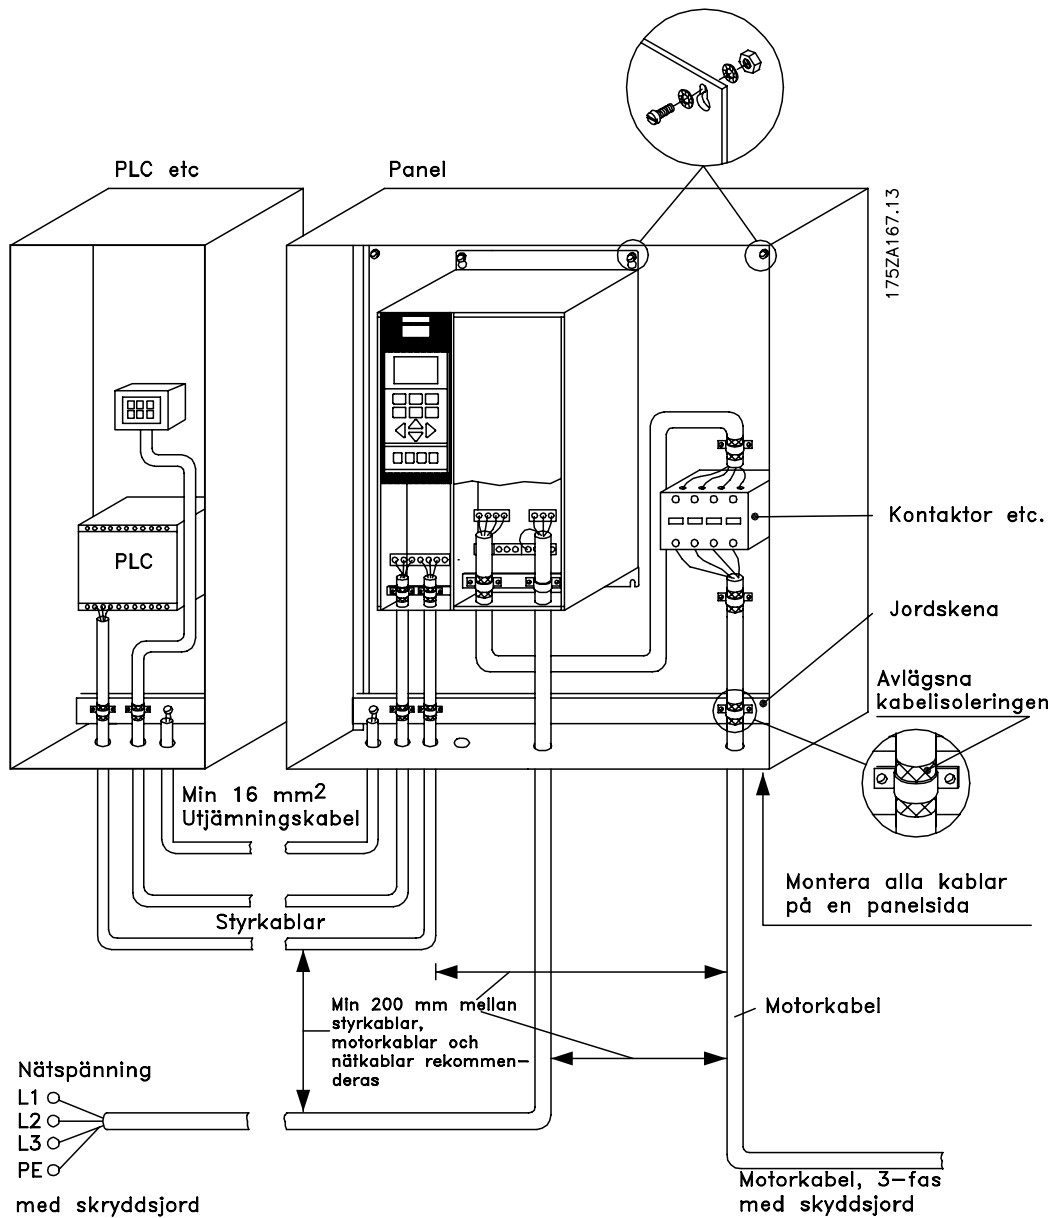 PLC etc
Panel
175ZA167.13
PLC
Kontaktor etc.
Jordskena
Avlägsna
kabelisoleringen
Min 16 mm2
Utjämningskabel
Styrkablar
Montera alla kablar
på en panelsida
Min 200 mm mellan
styrkablar,
motorkablar och
nätkablar rekommen-
deras
Motorkabel
Nätspänning
L1
L2
L3
PE
med skryddsjord
Motorkabel, 3-fas
med skyddsjord